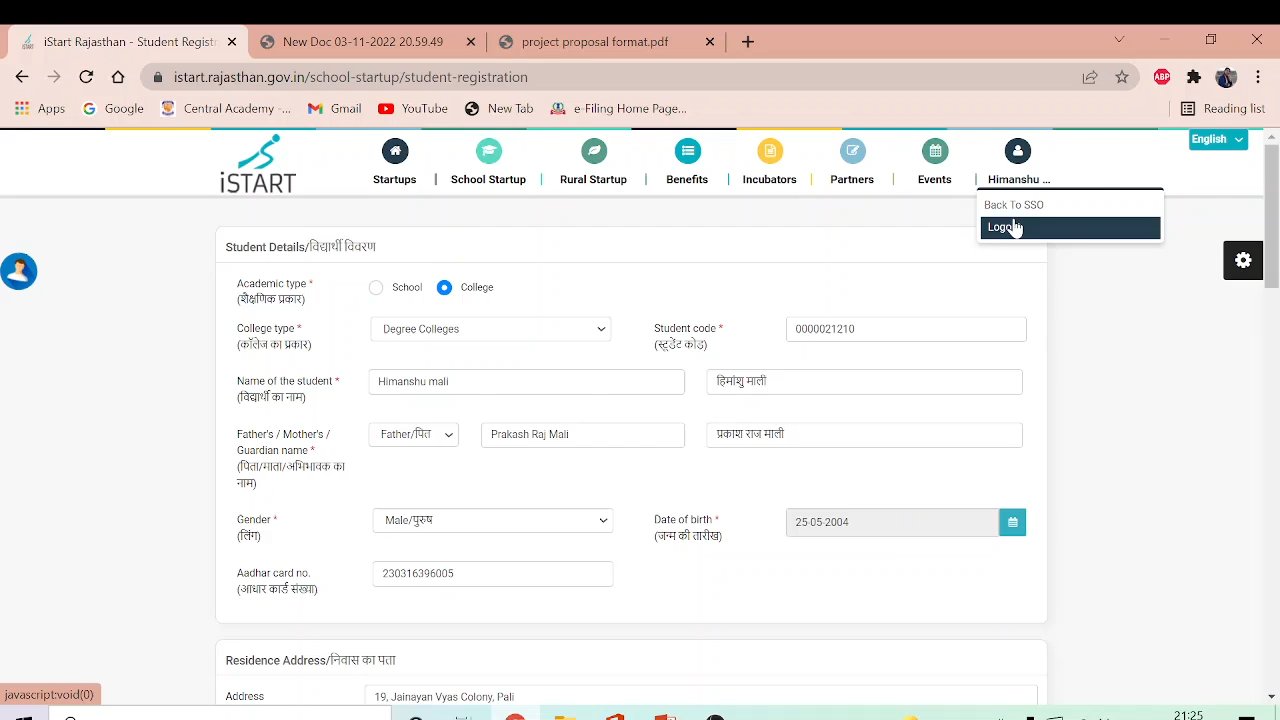 iStart Rajasthan - Student Registr
New Doc 03-11-2022 20.59.49
project proposal format.pdf
istart.rajasthan.gov.in/school-startup/student-registration
ABP
Apps
Google
Central Academy -...
Gmail
YouTube
New Tab
e-Filing Home Page...
Reading list
English
iSTART
Startups
School Startup
Rural Startup
Benefits
Incubators
Partners
Events
Himanshu ...
Back To SSO
Student Details/विद्यार्थी विवरण
Academic type *
(शैक्षणिक प्रकार)
School
College
College type *
(कॉलेज का प्रकार)
Degree Colleges
Student code *
(स्टूडेंट कोड)
0000021210
Name of the student *
(विद्यार्थी का नाम)
Himanshu mali
हिमांशु माली
Father's / Mother's /
Guardian name *
(पिता/माता/अभिभावक का
नाम)
Father/पित
Prakash Raj Mali
प्रकाश राज माली
Gender *
(लिंग)
Male/पुरुष
Date of birth *
(जन्म की तारीख)
25-05-2004
Aadhar card no.
(आधार कार्ड संख्या)
230316396005
Residence Address/निवास का पता
Address
19, Jainayan Vyas Colony, Pali
javascript:void(0)
21:25